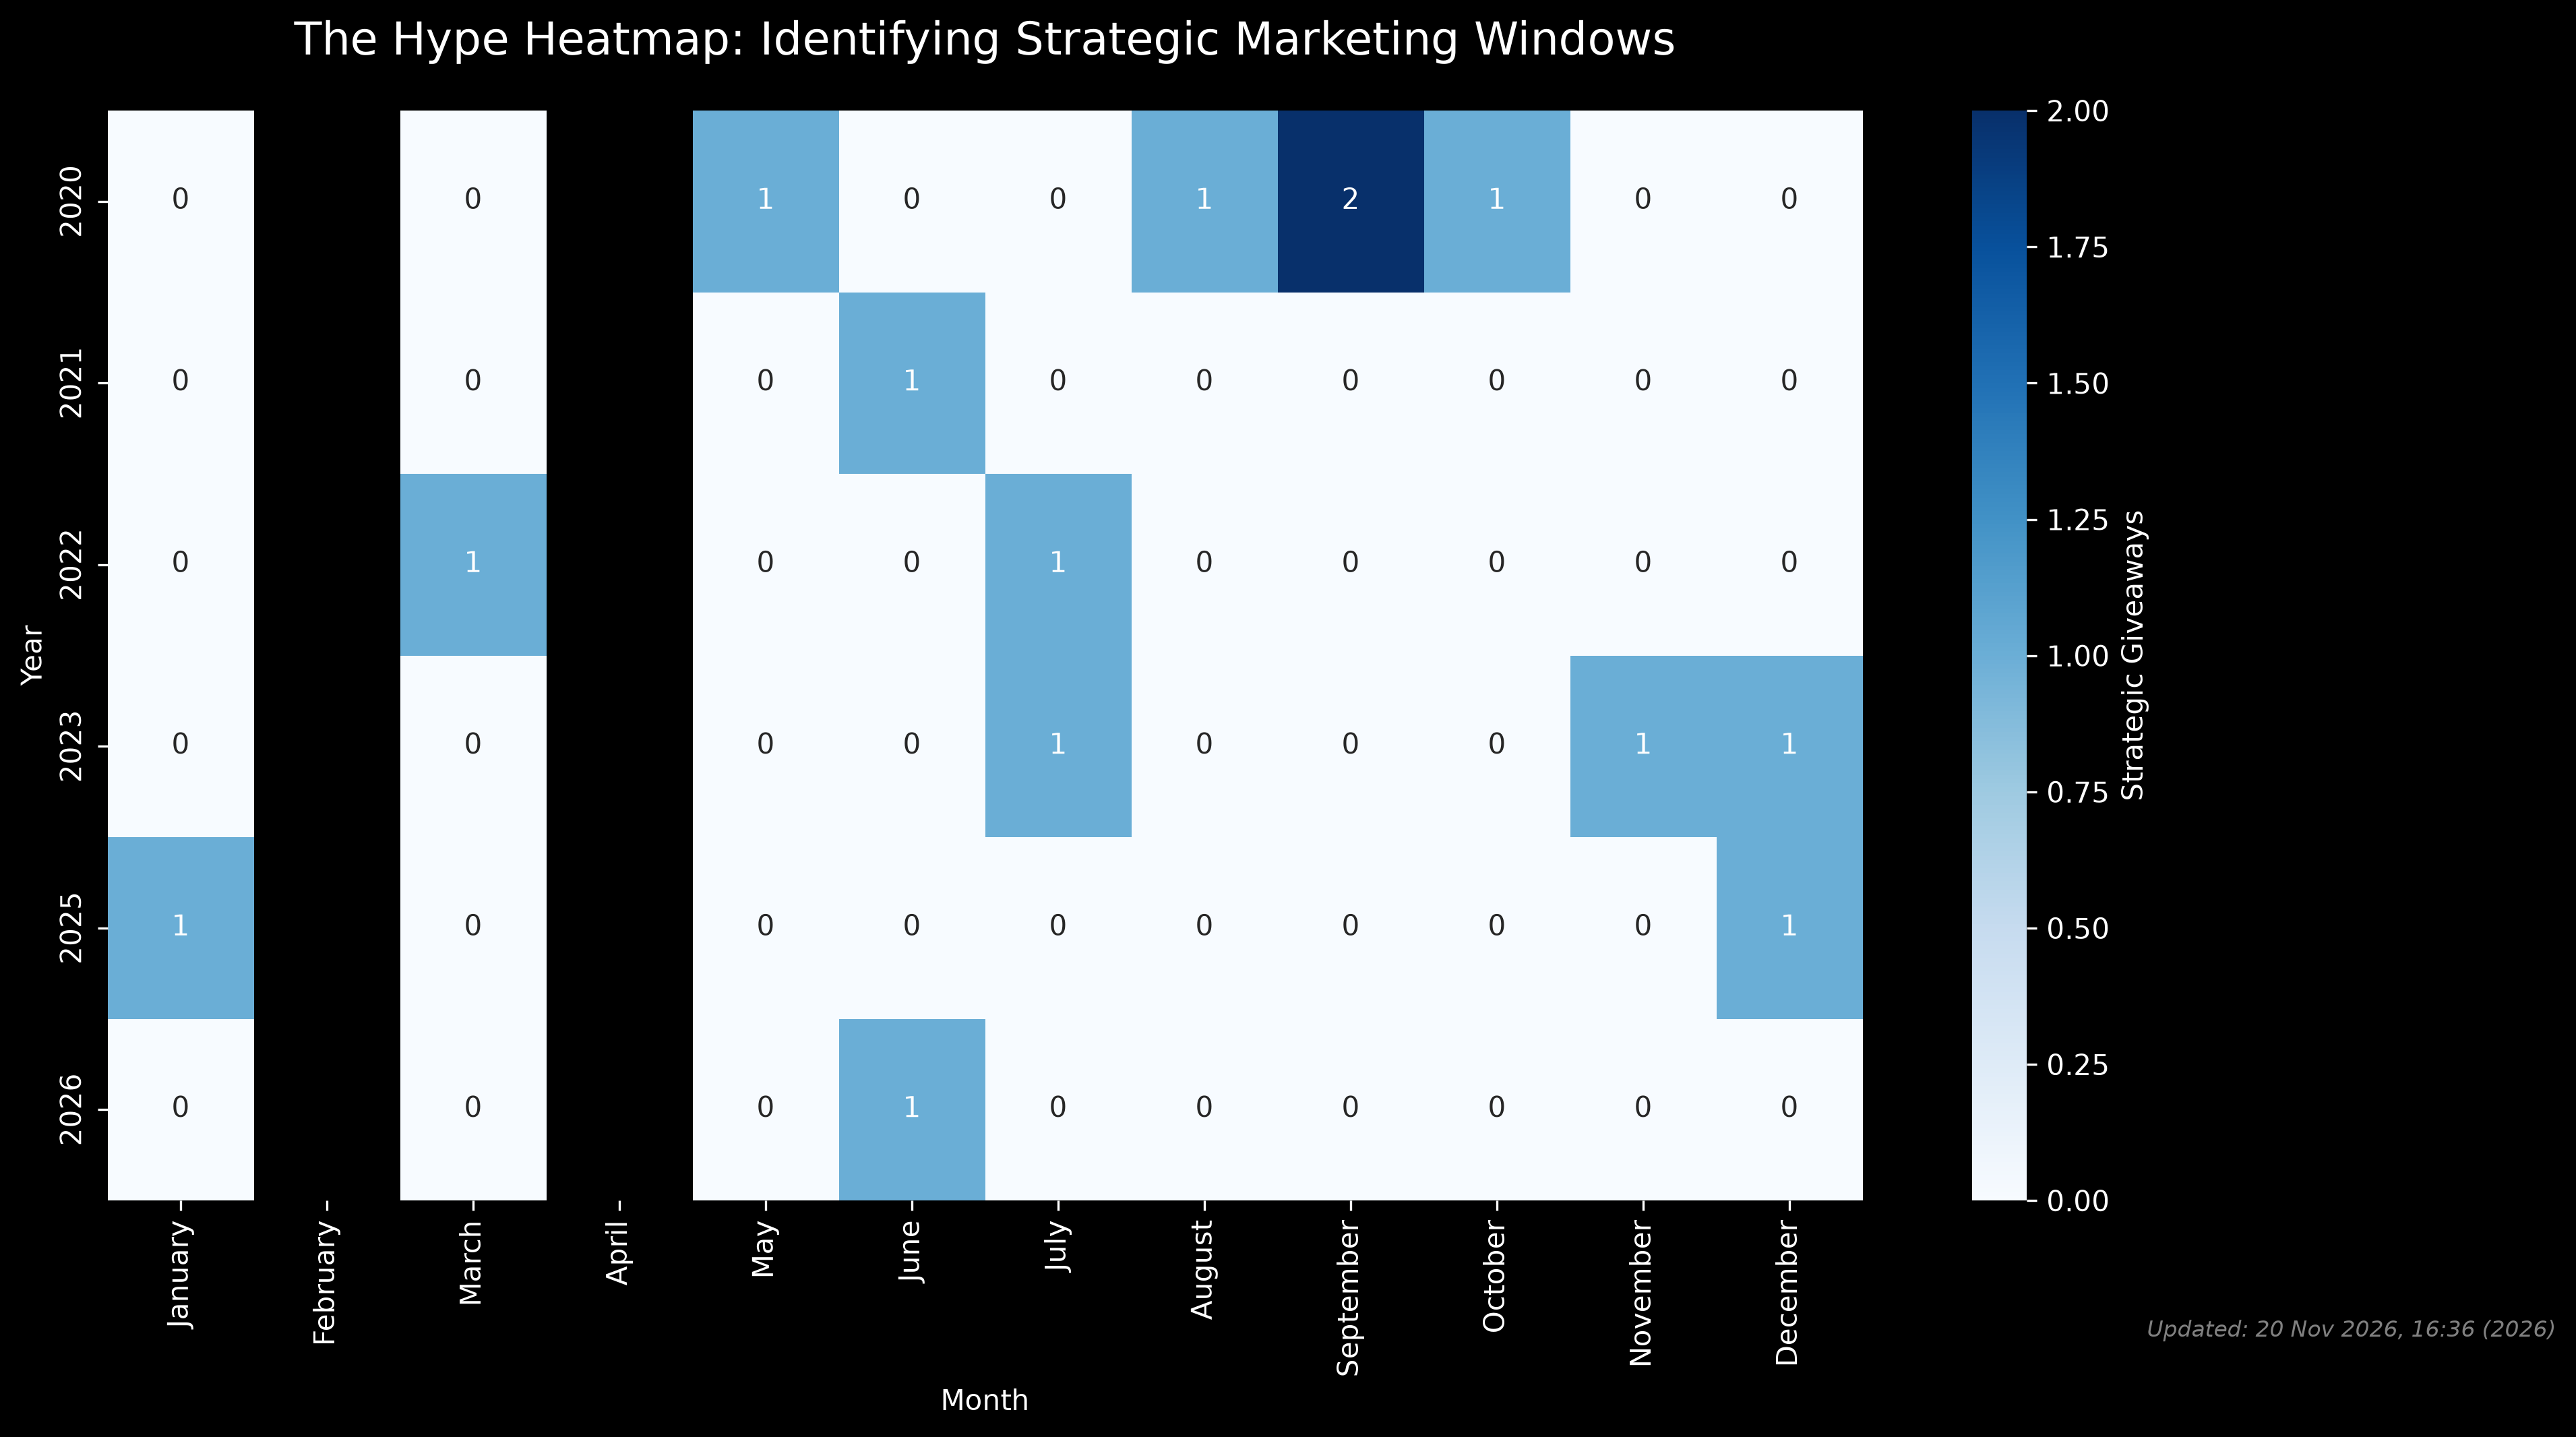 The Hype Heatmap: Identifying Strategic Marketing Windows
Year
2020 0 0 1 0 0 1 2 1 0 0
2021 0 0 0 1 0 0 0 0 0 0
2022 0 1 0 0 1 0 0 0 0 0
2023 0 0 0 0 1 0 0 0 1 1
2025 1 0 0 0 0 0 0 0 0 1
2026 0 0 0 1 0 0 0 0 0 0
January February March April May June July August September October November December
Month
2.00
1.75
1.50
1.25
1.00
0.75
0.50
0.25
0.00
Strategic Giveaways
Updated: 20 Nov 2026, 16:36 (2026)